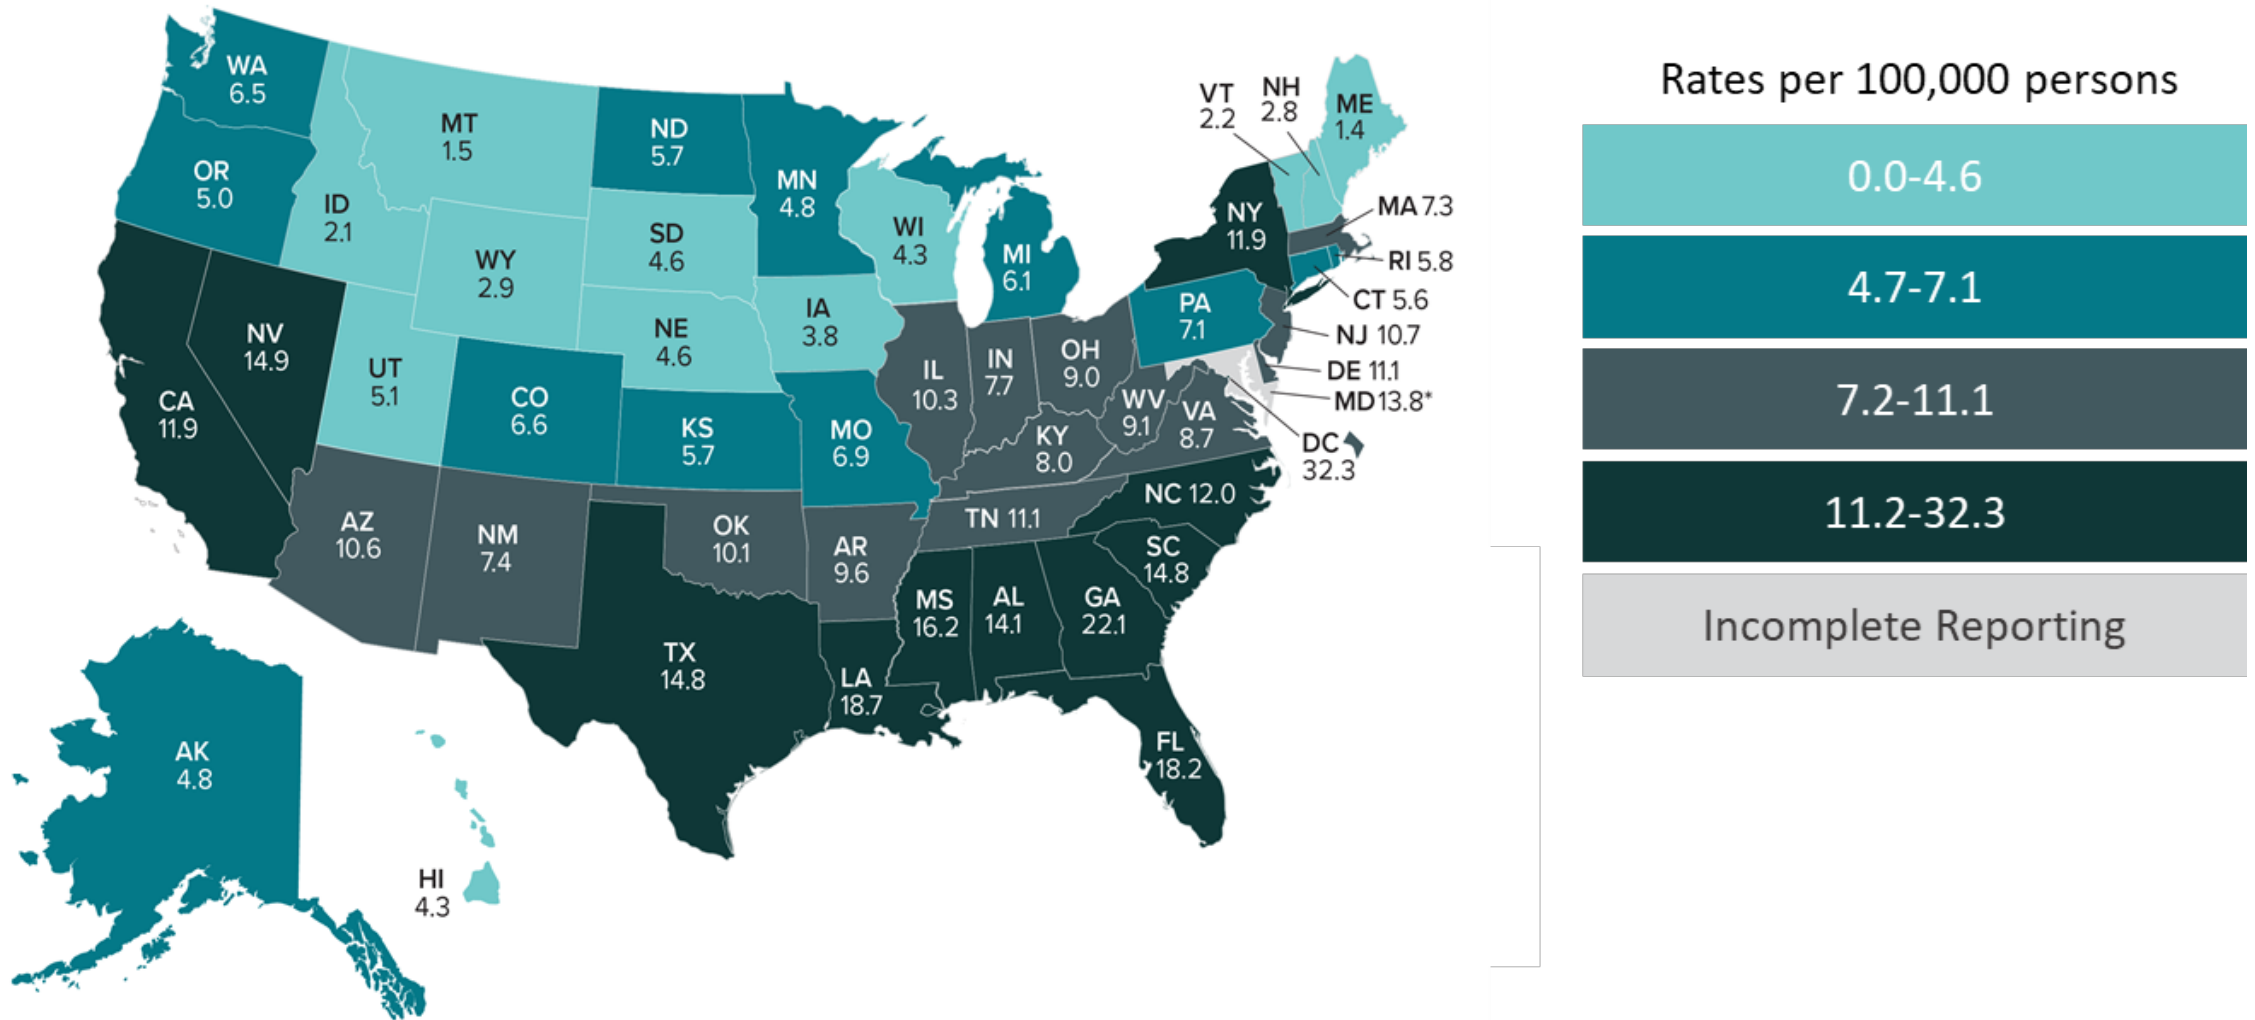 WA
6.5
OR
5.0
MT
1.5
ID
2.1
WY
2.9
ND
5.7
SD
4.6
NE
4.6
MN
4.8
WI
4.3
IA
3.8
MI
6.1
VT
2.2
NH
2.8
ME
1.4
NY
11.9
MA 7.3
RI 5.8
CT 5.6
PA
7.1
NJ 10.7
DE 11.1
MD 13.8*
DC
32.3
NV
14.9
CA
11.9
UT
5.1
CO
6.6
KS
5.7
MO
6.9
IL
10.3
IN
7.7
OH
9.0
WV
9.1
VA
8.7
KY
8.0
NC 12.0
TN 11.1
AZ
10.6
NM
7.4
OK
10.1
AR
9.6
SC
14.8
MS
16.2
AL
14.1
GA
22.1
TX
14.8
LA
18.7
FL
18.2
AK
4.8
HI
4.3
Rates per 100,000 persons
0.0-4.6
4.7-7.1
7.2-11.1
11.2-32.3
Incomplete Reporting